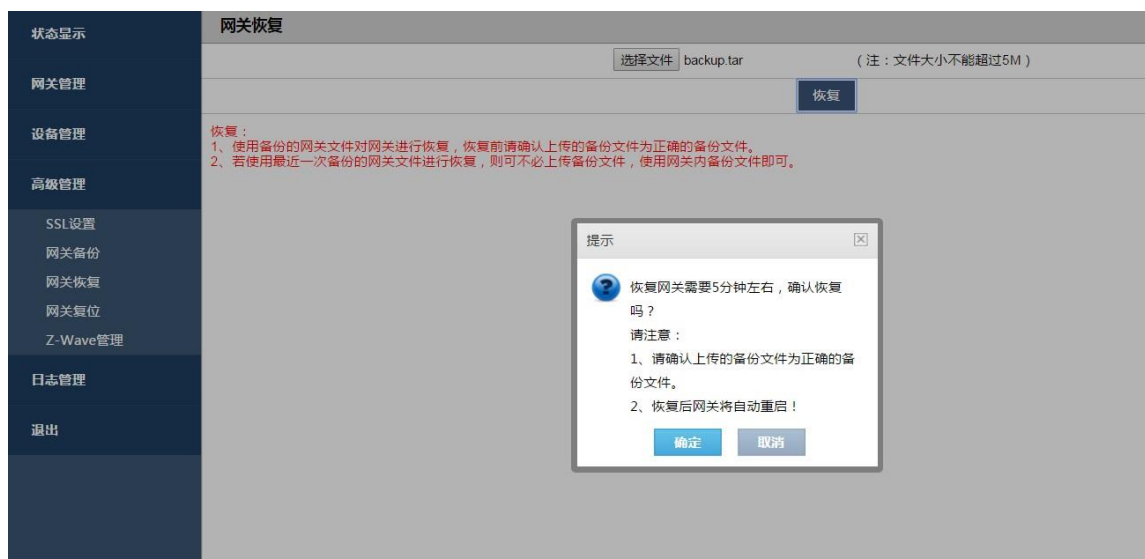 状态显示
网关管理
设备管理
高级管理
SSL设置
网关备份
网关恢复
网关复位
Z-Wave管理
日志管理
退出
网关恢复
选择文件 backup.tar （注：文件大小不能超过5M）
恢复
恢复：
1、使用备份的网关文件对网关进行恢复，恢复前请确认上传的备份文件为正确的备份文件。
2、若使用最近一次备份的网关文件进行恢复，则可不必上传备份文件，使用网关内备份文件即可。
提示
恢复网关需要5分钟左右，确认恢复
吗？
请注意：
1、请确认上传的备份文件为正确的备
份文件。
2、恢复后网关将自动重启！
确定 取消